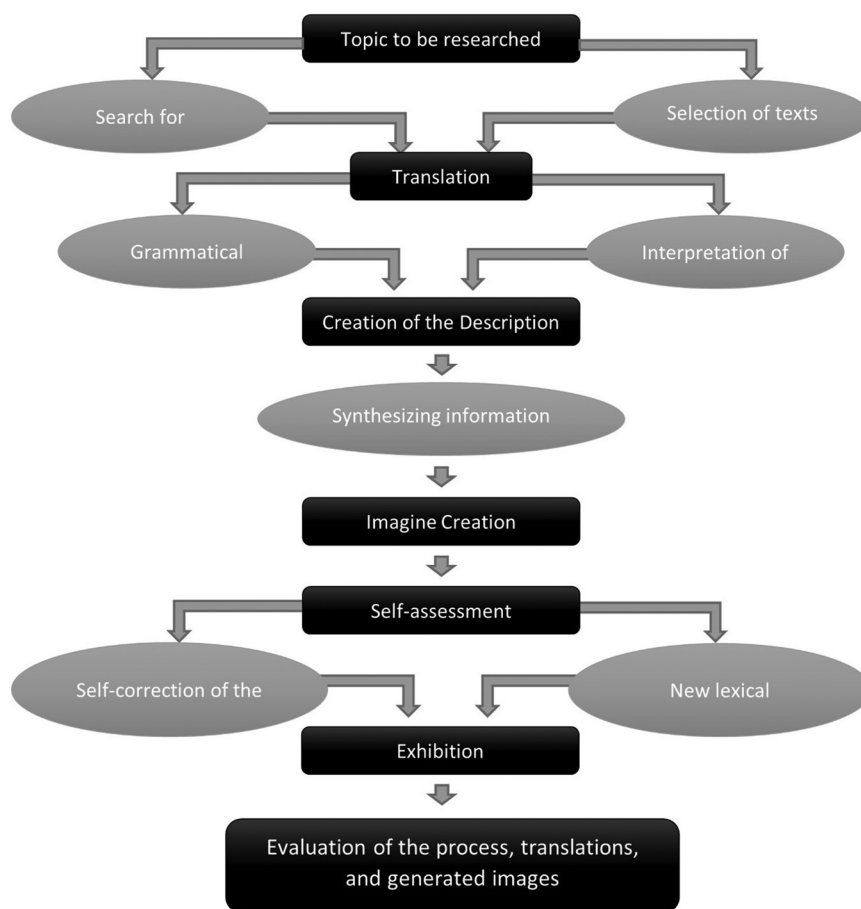 Topic to be researched
Search for
Selection of texts
Translation
Grammatical
Interpretation of
Creation of the Description
Synthesizing information
Imagine Creation
Self-assessment
Self-correction of the
New lexical
Exhibition
Evaluation of the process, translations,
and generated images